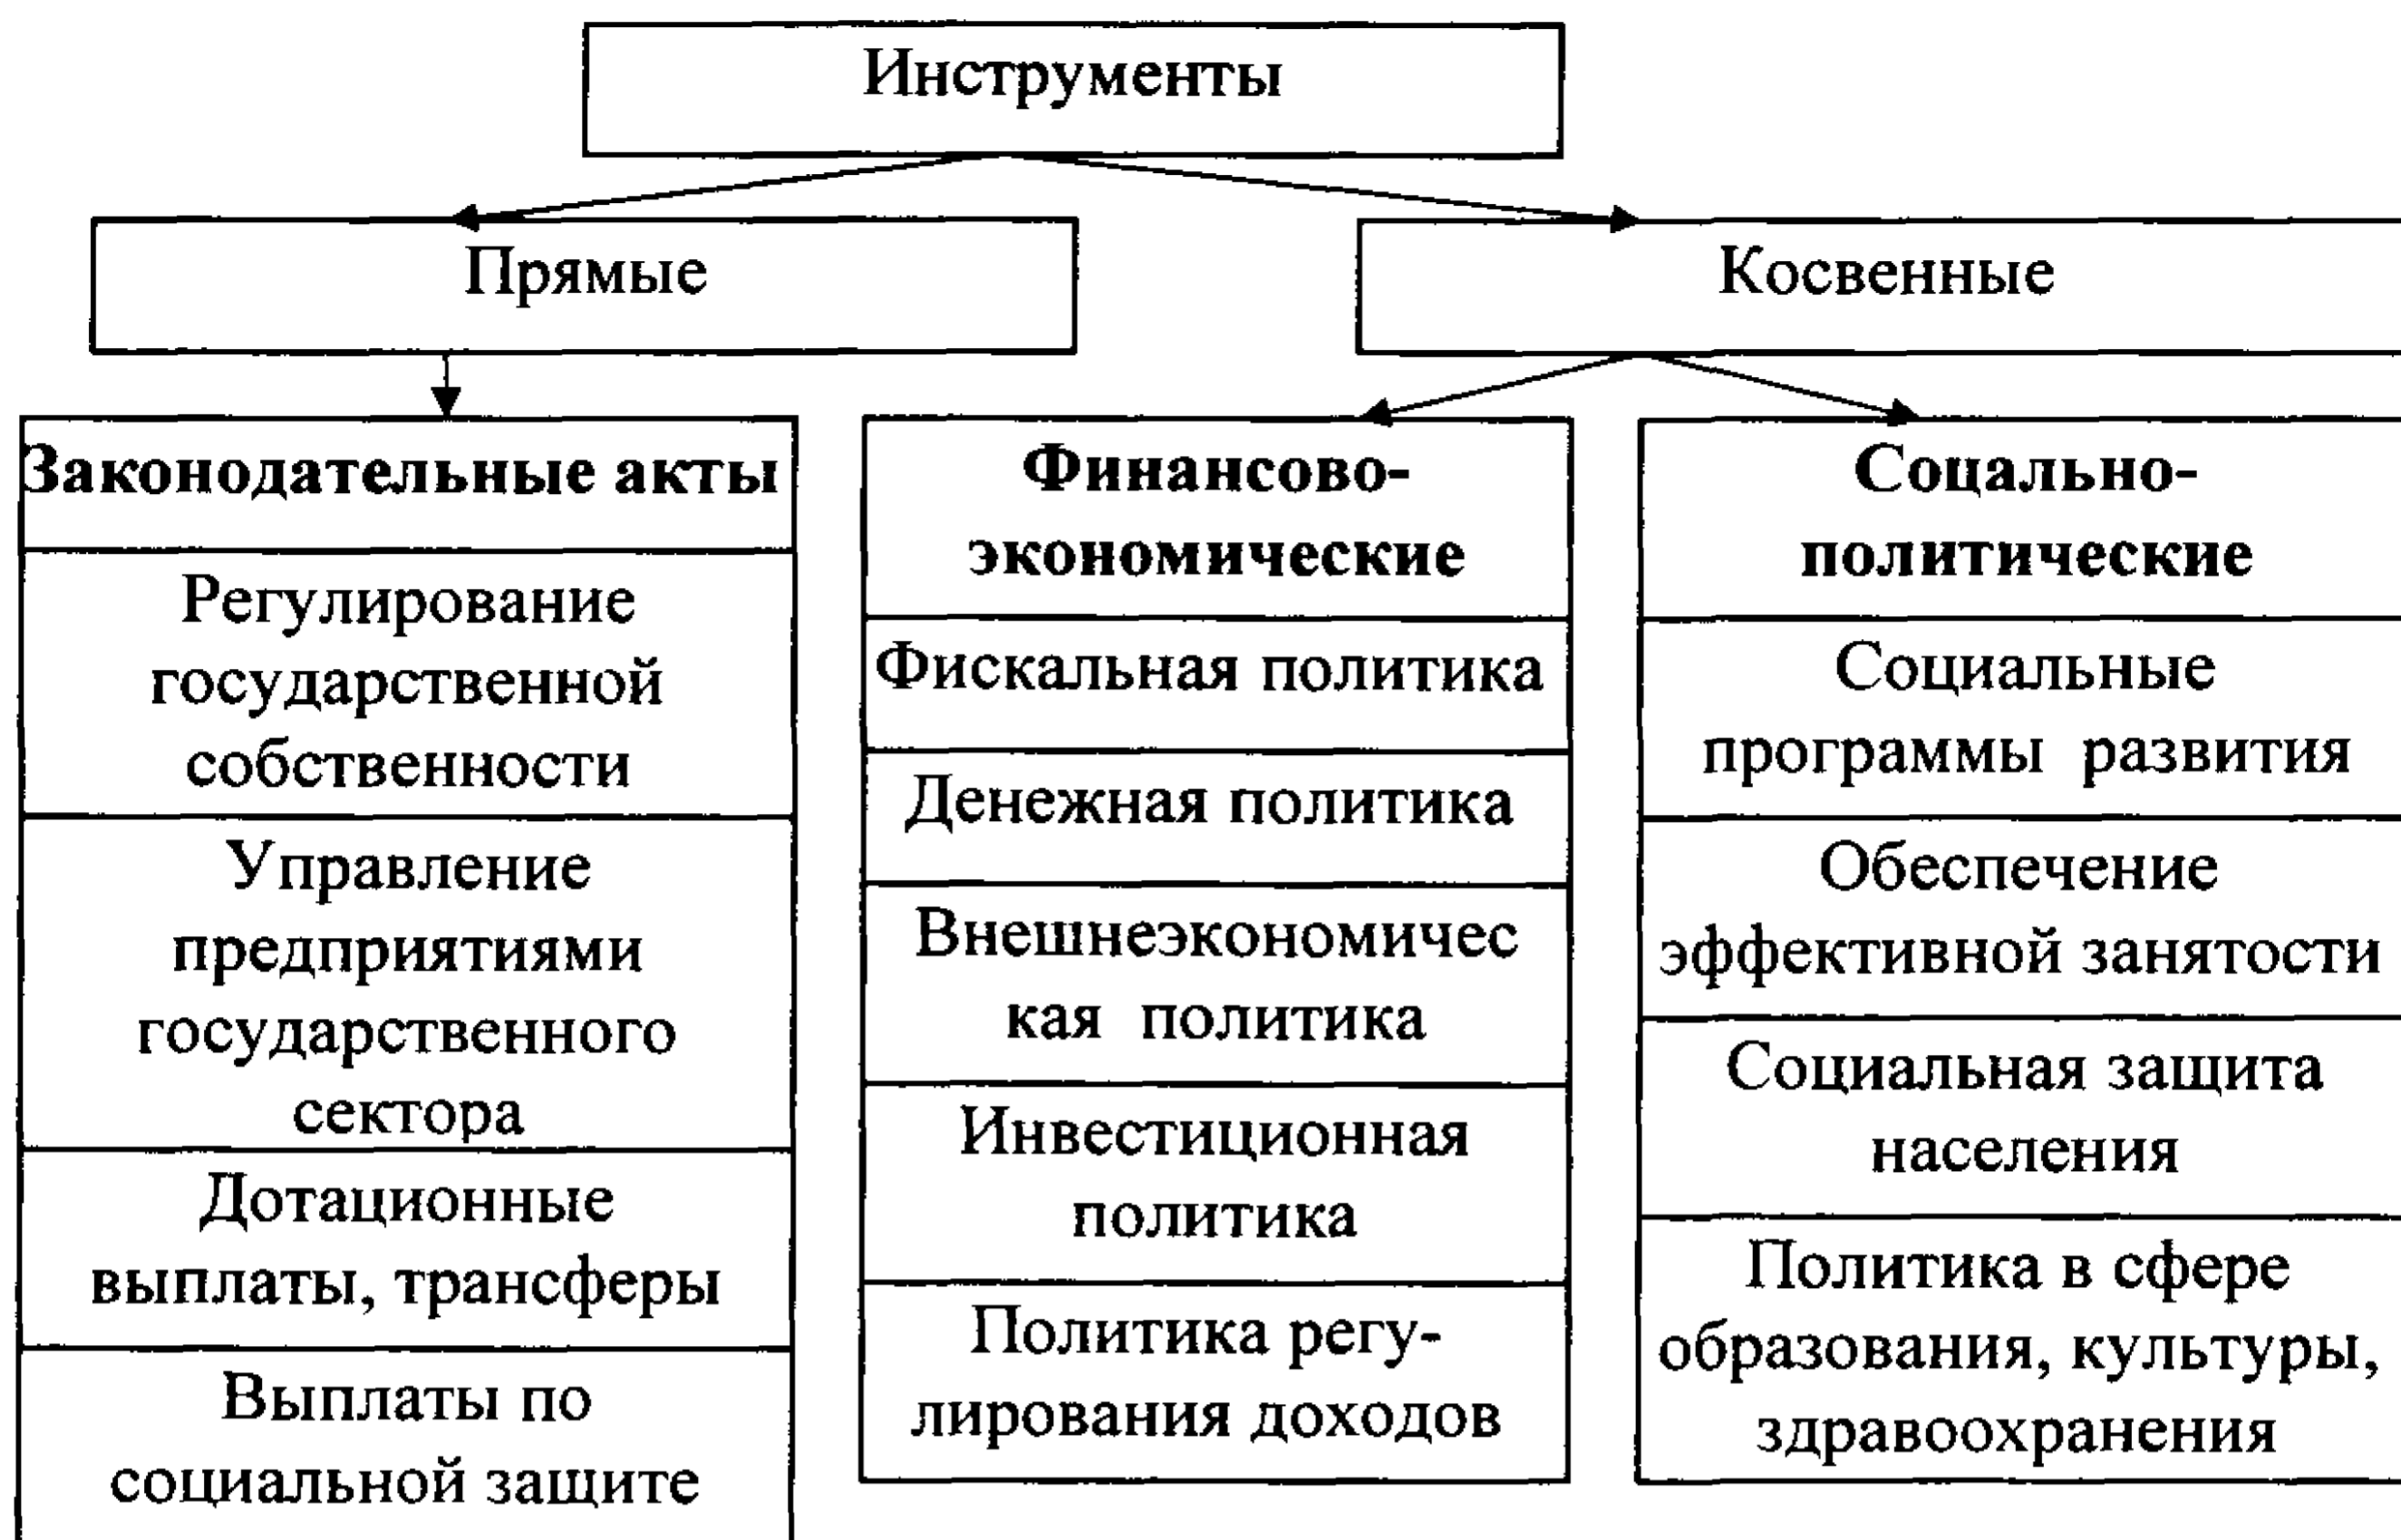 Инструменты
Прямые
Косвенные
Законодательные акты
Регулирование
государственной
собственности
Управление
предприятиями
государственного
сектора
Дотационные
выплаты, трансферы
Выплаты по
социальной защите
Финансово-
экономические
Фискальная политика
Денежная политика
Внешнеэкономичес
кая политика
Инвестиционная
политика
Политика регу-
лирования доходов
Соцально-
политические
Социальные
программы развития
Обеспечение
эффективной занятости
Социальная защита
населения
Политика в сфере
образования, культуры,
здравоохранения